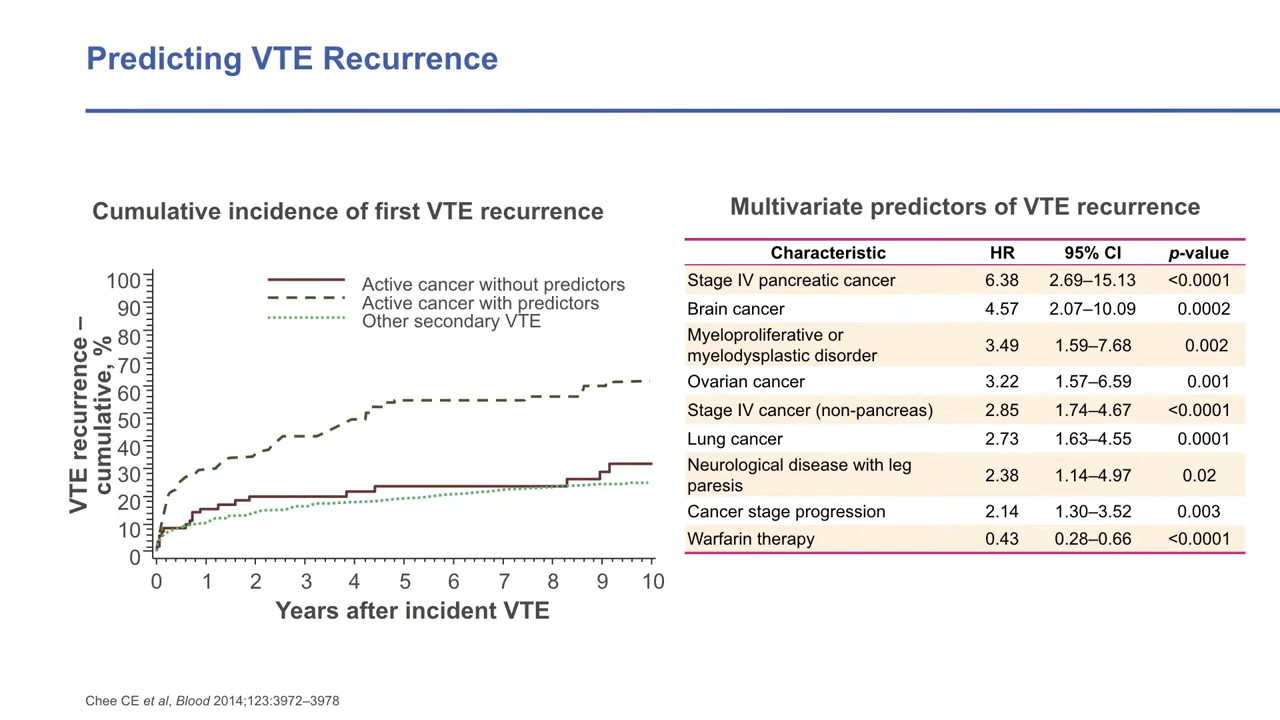 Predicting VTE Recurrence
Cumulative incidence of first VTE recurrence
VTE recurrence –
cumulative, %
100
90
80
70
60
50
40
30
20
10
0
Active cancer without predictors
Active cancer with predictors
Other secondary VTE
0 1 2 3 4 5 6 7 8 9 10
Years after incident VTE
Multivariate predictors of VTE recurrence
Characteristic HR 95% CI p-value
Stage IV pancreatic cancer 6.38 2.69–15.13 <0.0001
Brain cancer 4.57 2.07–10.09 0.0002
Myeloproliferative or
myelodysplastic disorder 3.49 1.59–7.68 0.002
Ovarian cancer 3.22 1.57–6.59 0.001
Stage IV cancer (non-pancreas) 2.85 1.74–4.67 <0.0001
Lung cancer 2.73 1.63–4.55 0.0001
Neurological disease with leg
paresis 2.38 1.14–4.97 0.02
Cancer stage progression 2.14 1.30–3.52 0.003
Warfarin therapy 0.43 0.28–0.66 <0.0001
Chee CE et al, Blood 2014;123:3972–3978